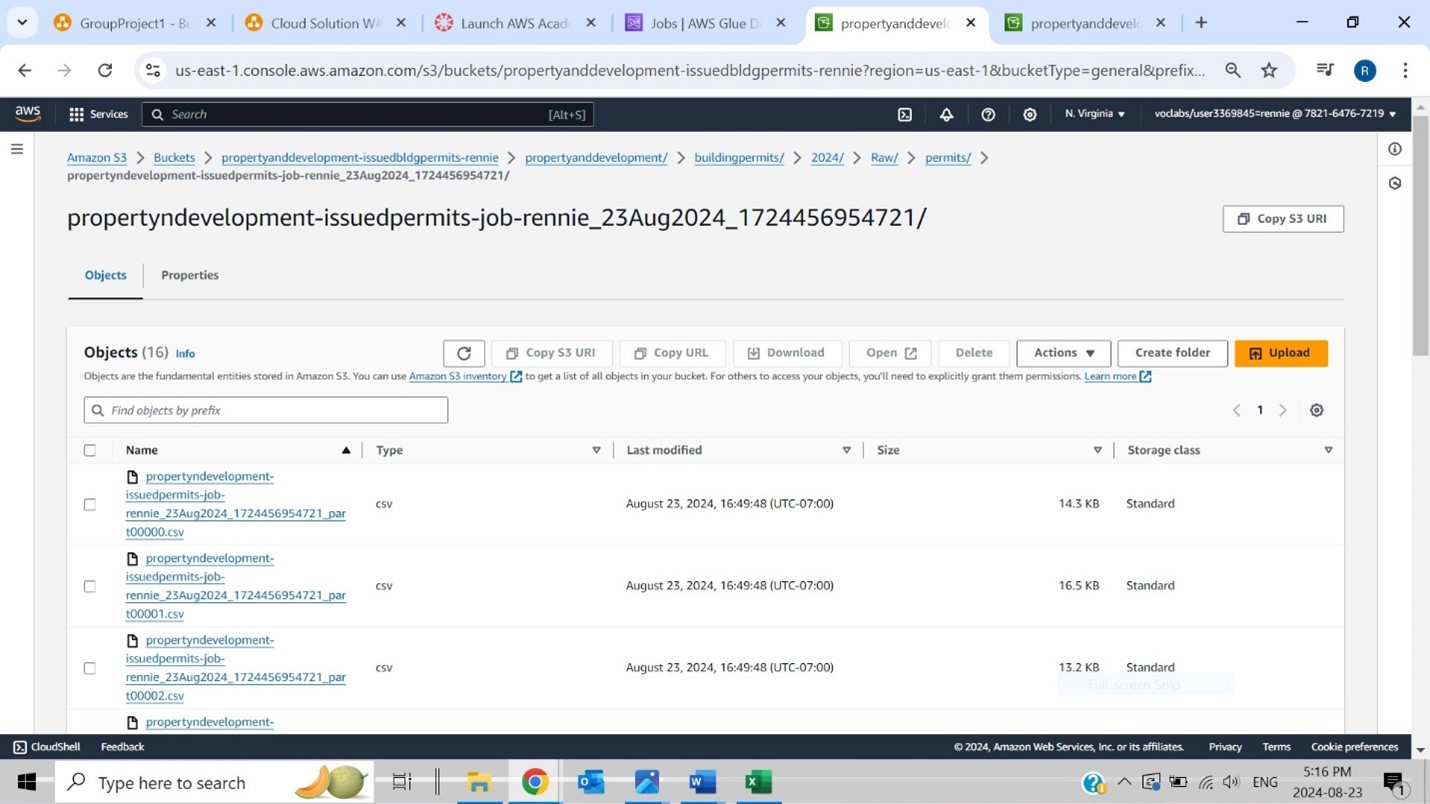 GroupProject1 - Bu
Cloud Solution W#
Launch AWS Acade
Jobs | AWS Glue D
propertyanddevelo
propertyanddevelo
us-east-1.console.aws.amazon.com/s3/buckets/propertyanddevelopment-issuedbldgpermits-rennie?region=us-east-1&bucketType=general&prefix...
R
aws
Services
Search
[Alt+S]
N. Virginia
voclabs/user3369845=rennie @ 7821-6476-7219
Amazon S3 > Buckets > propertyanddevelopment-issuedbldgpermits-rennie > propertyanddevelopment/ > buildingpermits/ > 2024/ > Raw/ > permits/ >
propertyndevelopment-issuedpermits-job-rennie_23Aug2024_1724456954721/
propertyndevelopment-issuedpermits-job-rennie_23Aug2024_1724456954721/
Copy S3 URI
Objects
Properties
Objects (16) Info
Copy S3 URI
Copy URL
Download
Open
Delete
Actions
Create folder
Upload
Objects are the fundamental entities stored in Amazon S3. You can use Amazon S3 inventory to get a list of all objects in your bucket. For others to access your objects, you'll need to explicitly grant them permissions. Learn more
Find objects by prefix
1
Name
Type
Last modified
Size
Storage class
propertyndevelopment-
issuedpermits-job-
rennie_23Aug2024_1724456954721_par
t00000.csv
csv
August 23, 2024, 16:49:48 (UTC-07:00)
14.3 KB
Standard
propertyndevelopment-
issuedpermits-job-
rennie_23Aug2024_1724456954721_par
t00001.csv
csv
August 23, 2024, 16:49:48 (UTC-07:00)
16.5 KB
Standard
propertyndevelopment-
issuedpermits-job-
rennie_23Aug2024_1724456954721_par
t00002.csv
csv
August 23, 2024, 16:49:48 (UTC-07:00)
13.2 KB
Standard
Full-screen Snip
propertyndevelopment-
CloudShell
Feedback
© 2024, Amazon Web Services, Inc. or its affiliates.
Privacy
Terms
Cookie preferences
Type here to search
ENG
5:16 PM
2024-08-23
1